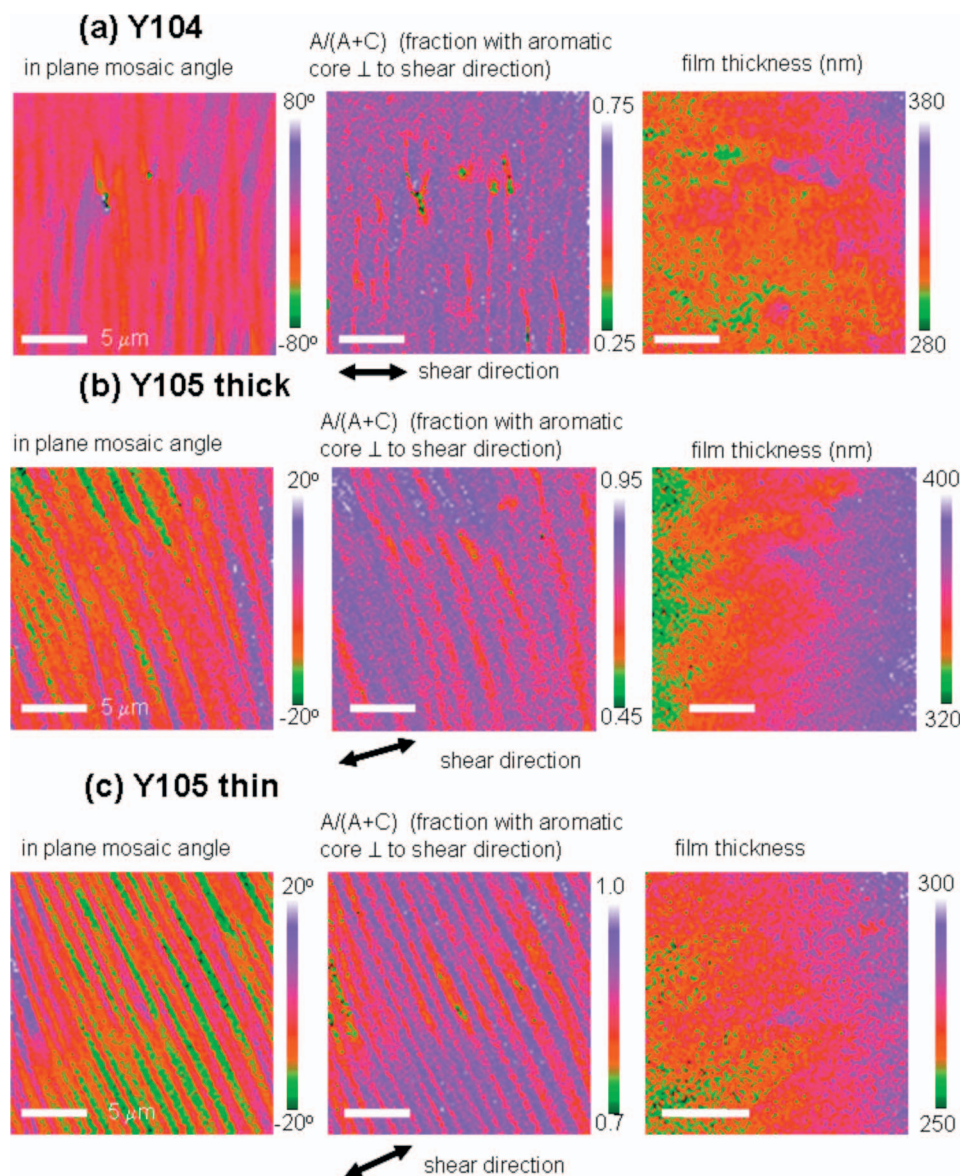 (a) Y104
in plane mosaic angle
A/(A+C) (fraction with aromatic
core ⊥ to shear direction)
film thickness (nm)
80º
-80º
0.75
0.25
380
280
5 μm
shear direction
(b) Y105 thick
in plane mosaic angle
A/(A+C) (fraction with aromatic
core ⊥ to shear direction)
film thickness (nm)
20º
-20º
0.95
0.45
400
320
5 μm
shear direction
(c) Y105 thin
in plane mosaic angle
A/(A+C) (fraction with aromatic
core ⊥ to shear direction)
film thickness
20º
-20º
1.0
0.7
300
250
5 μm
shear direction